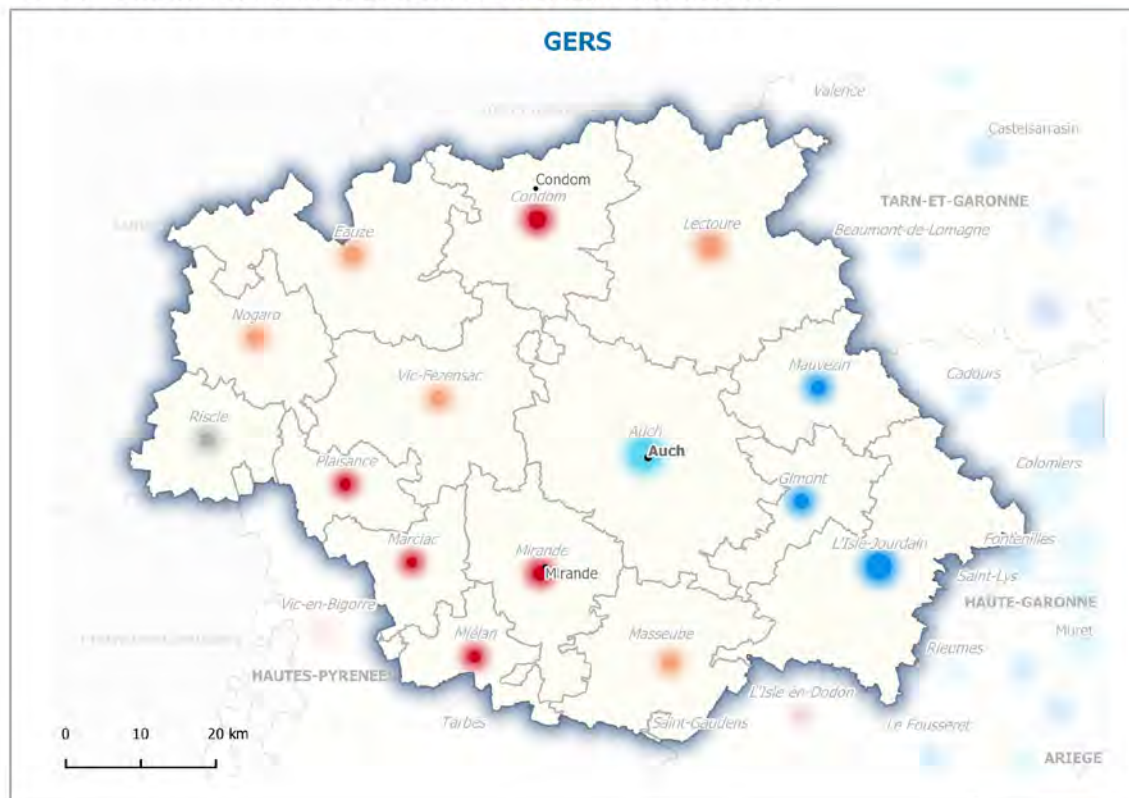 GERS
Valence
Castelsarrasin
Condom
Condom
TARN-ET-GARONNE
Lectoure
Beaumont-de-Lomagne
Eauze
Nogaro
Mauvezin
Cadours
Vic-Fezensac
Riscle
Auch
Auch
Plaisance
Colomiers
Gimont
Marciac
Mirande
Mirande
L'Isle-Jourdain
Fontenilles
Saint-Lys
Vic-en-Bigorre
HAUTE-GARONNE
Miélan
Masseube
Muret
Rieumes
HAUTES-PYRENEES
L'Isle en-Dodon
Tarbes
Saint-Gaudens
Le Fousseret
0 10 20 km
ARIEGE